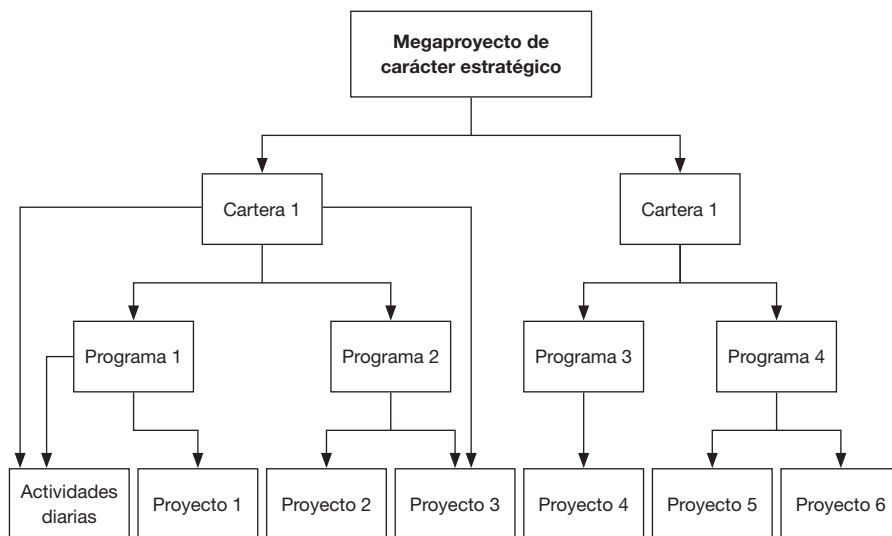 Megaproyecto de
carácter estratégico
Cartera 1
Cartera 1
Programa 1
Programa 2
Programa 3
Programa 4
Actividades
diarias
Proyecto 1
Proyecto 2
Proyecto 3
Proyecto 4
Proyecto 5
Proyecto 6